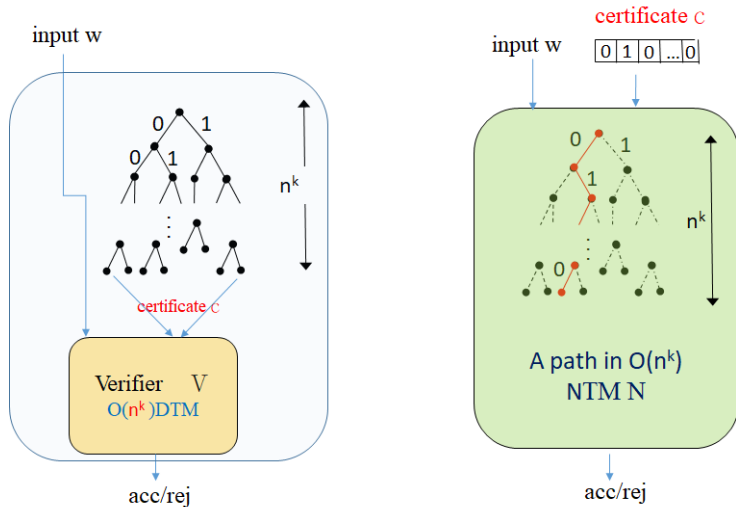 input w
0 1
0 1
n^k
⋮
certificate c
Verifier V
O(n^k)DTM
acc/rej
certificate c
input w
0 1 0 ... 0
0 1
1
n^k
⋮
0
A path in O(n^k)
NTM N
acc/rej